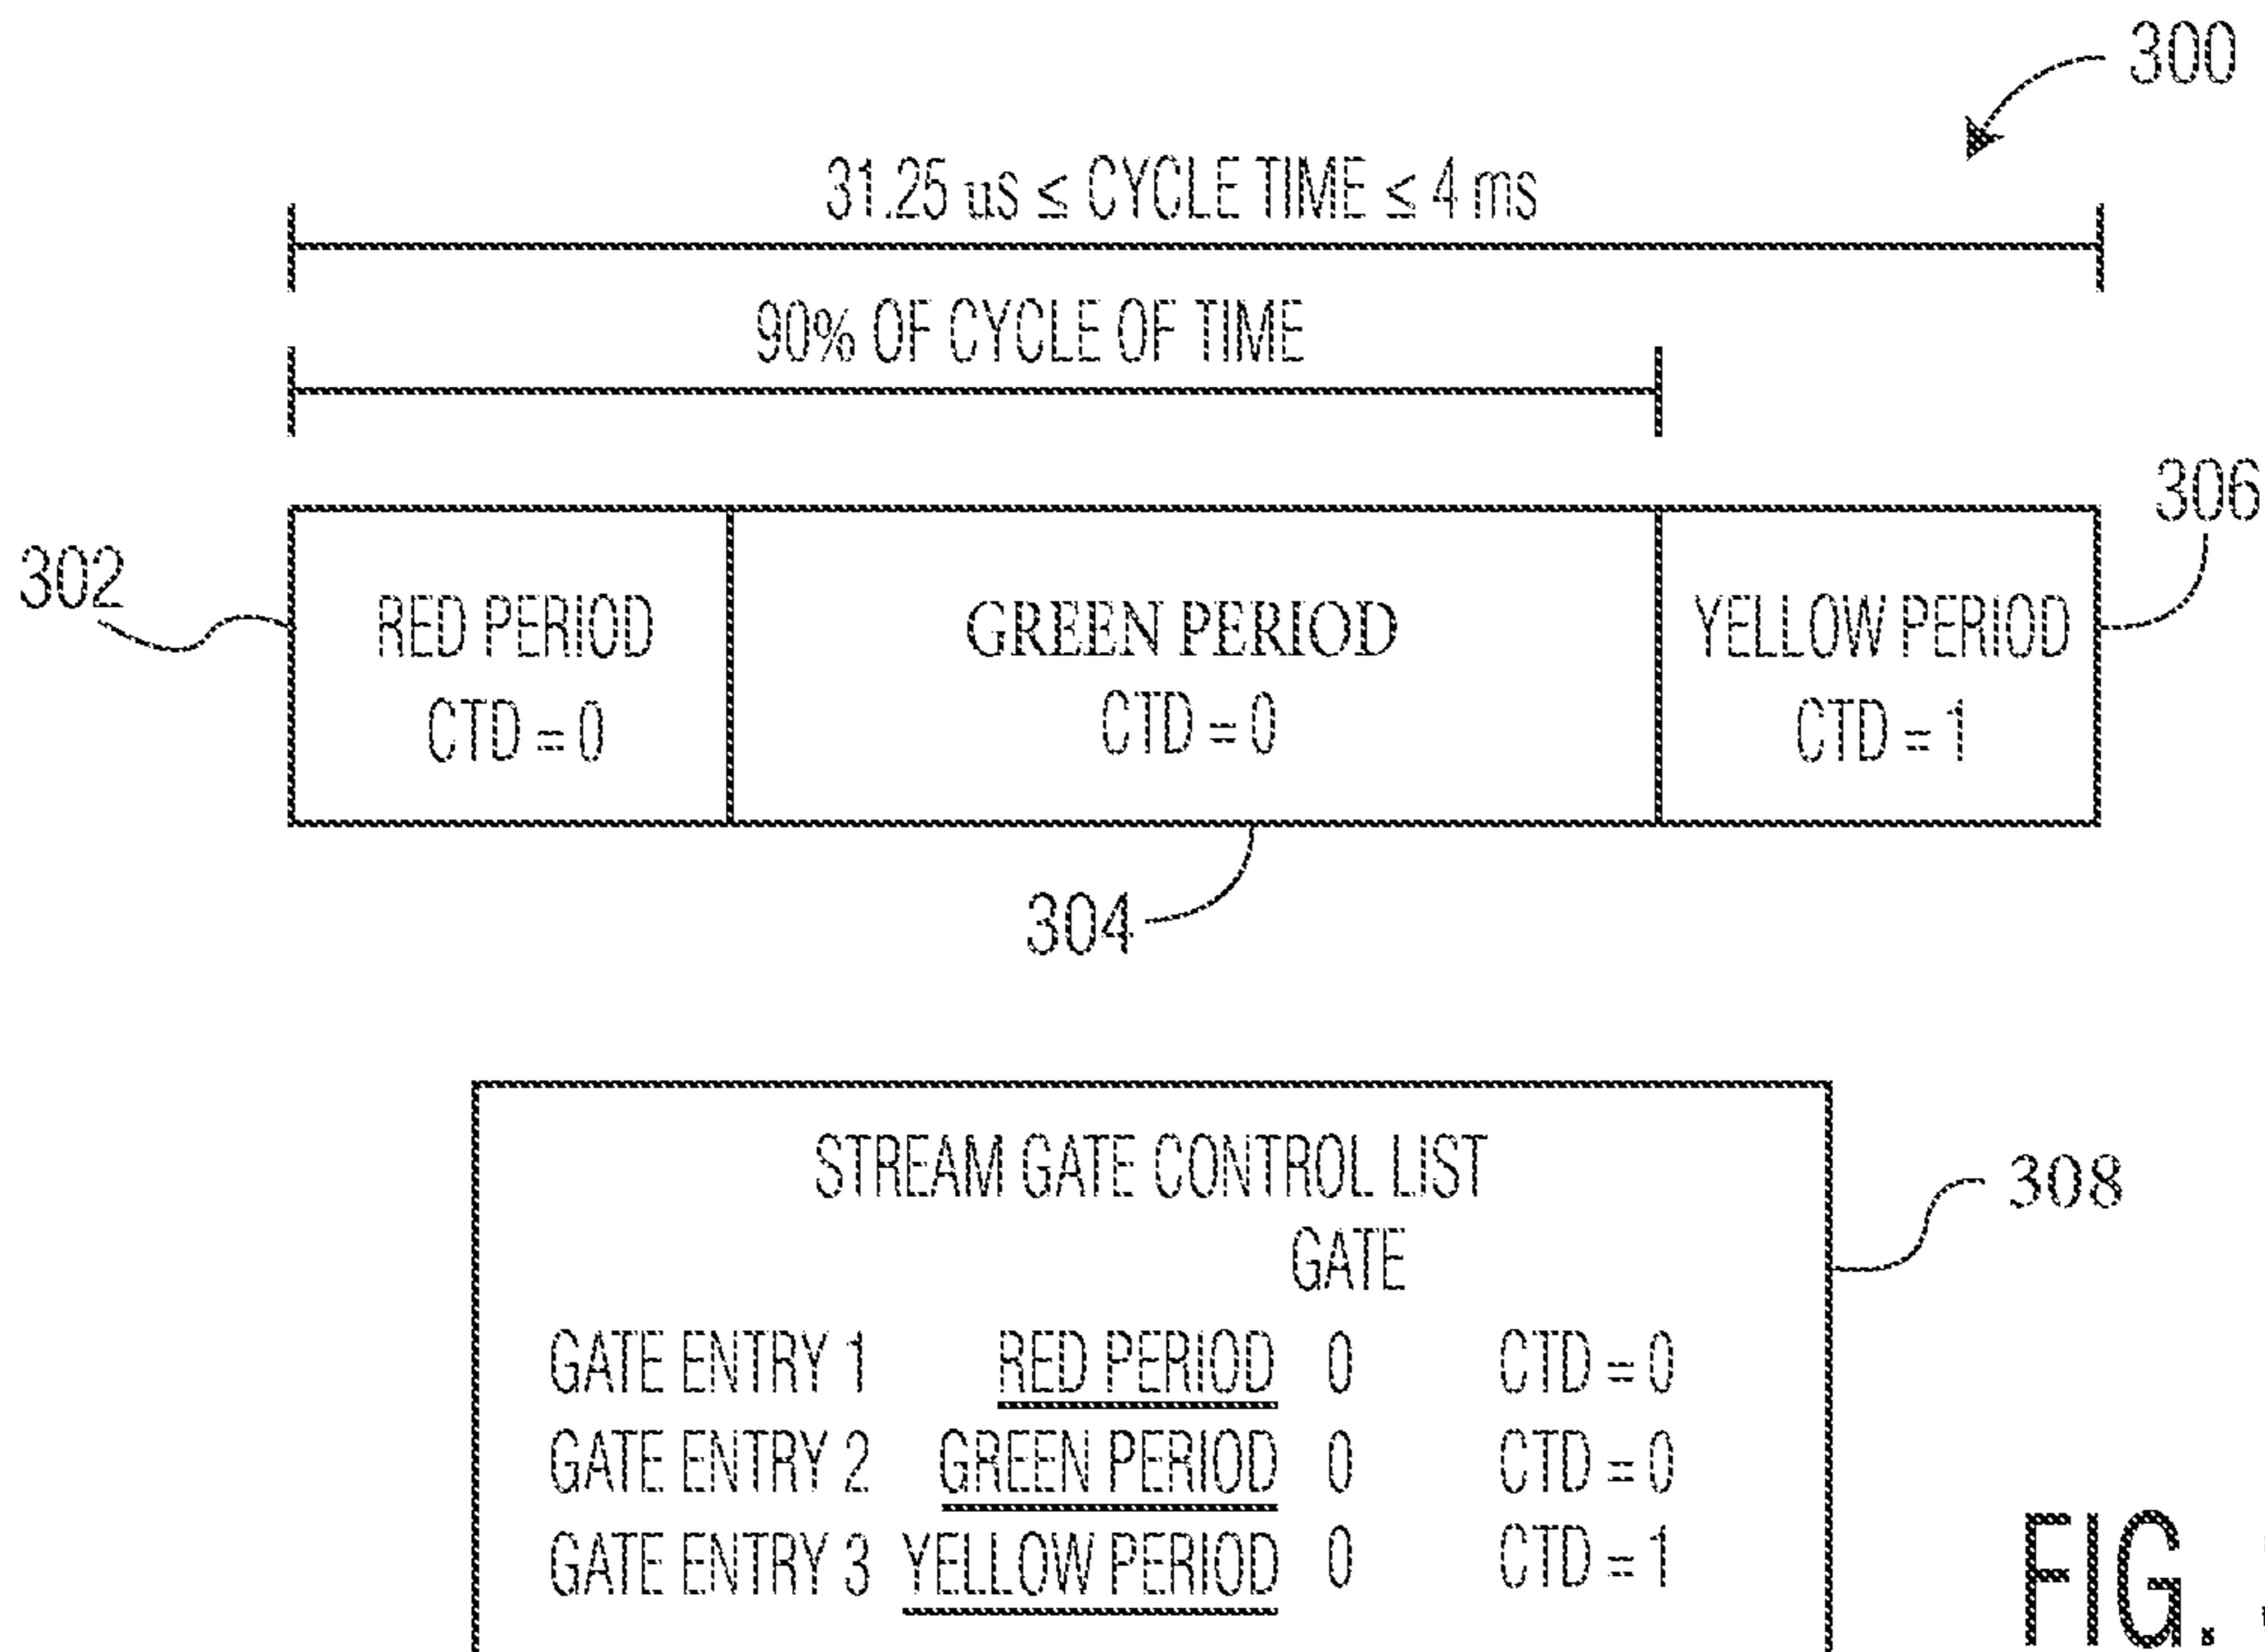 300
31.25 us ≤ CYCLE TIME ≤ 4 ms
90% OF CYCLE OF TIME
306
302
RED PERIOD
CTD = 0
GREEN PERIOD
CTD = 0
YELLOW PERIOD
CTD = 1
304
STREAM GATE CONTROL LIST
GATE
308
GATE ENTRY 1 RED PERIOD 0 CTD = 0
GATE ENTRY 2 GREEN PERIOD 0 CTD = 0
GATE ENTRY 3 YELLOW PERIOD 0 CTD = 1
FIG.